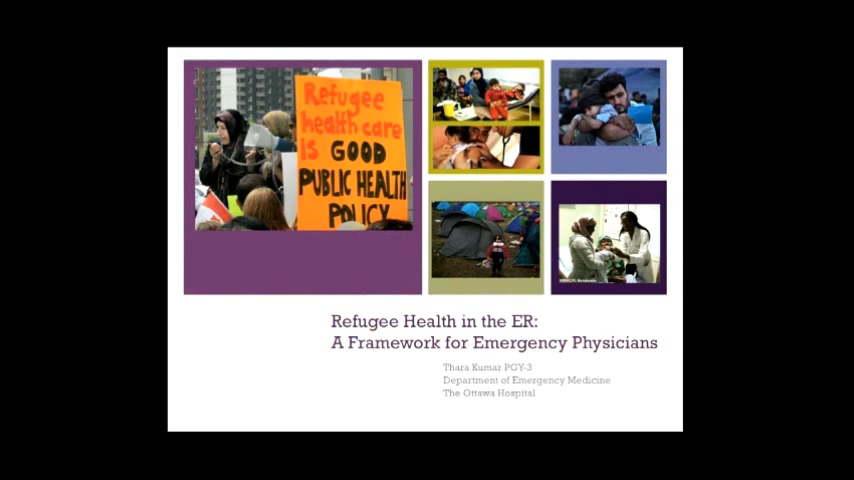 Refugee
health care
is GOOD
PUBLIC HEALTH
POLICY
Refugee Health in the ER:
A Framework for Emergency Physicians
Thara Kumar PGY-3
Department of Emergency Medicine
The Ottawa Hospital